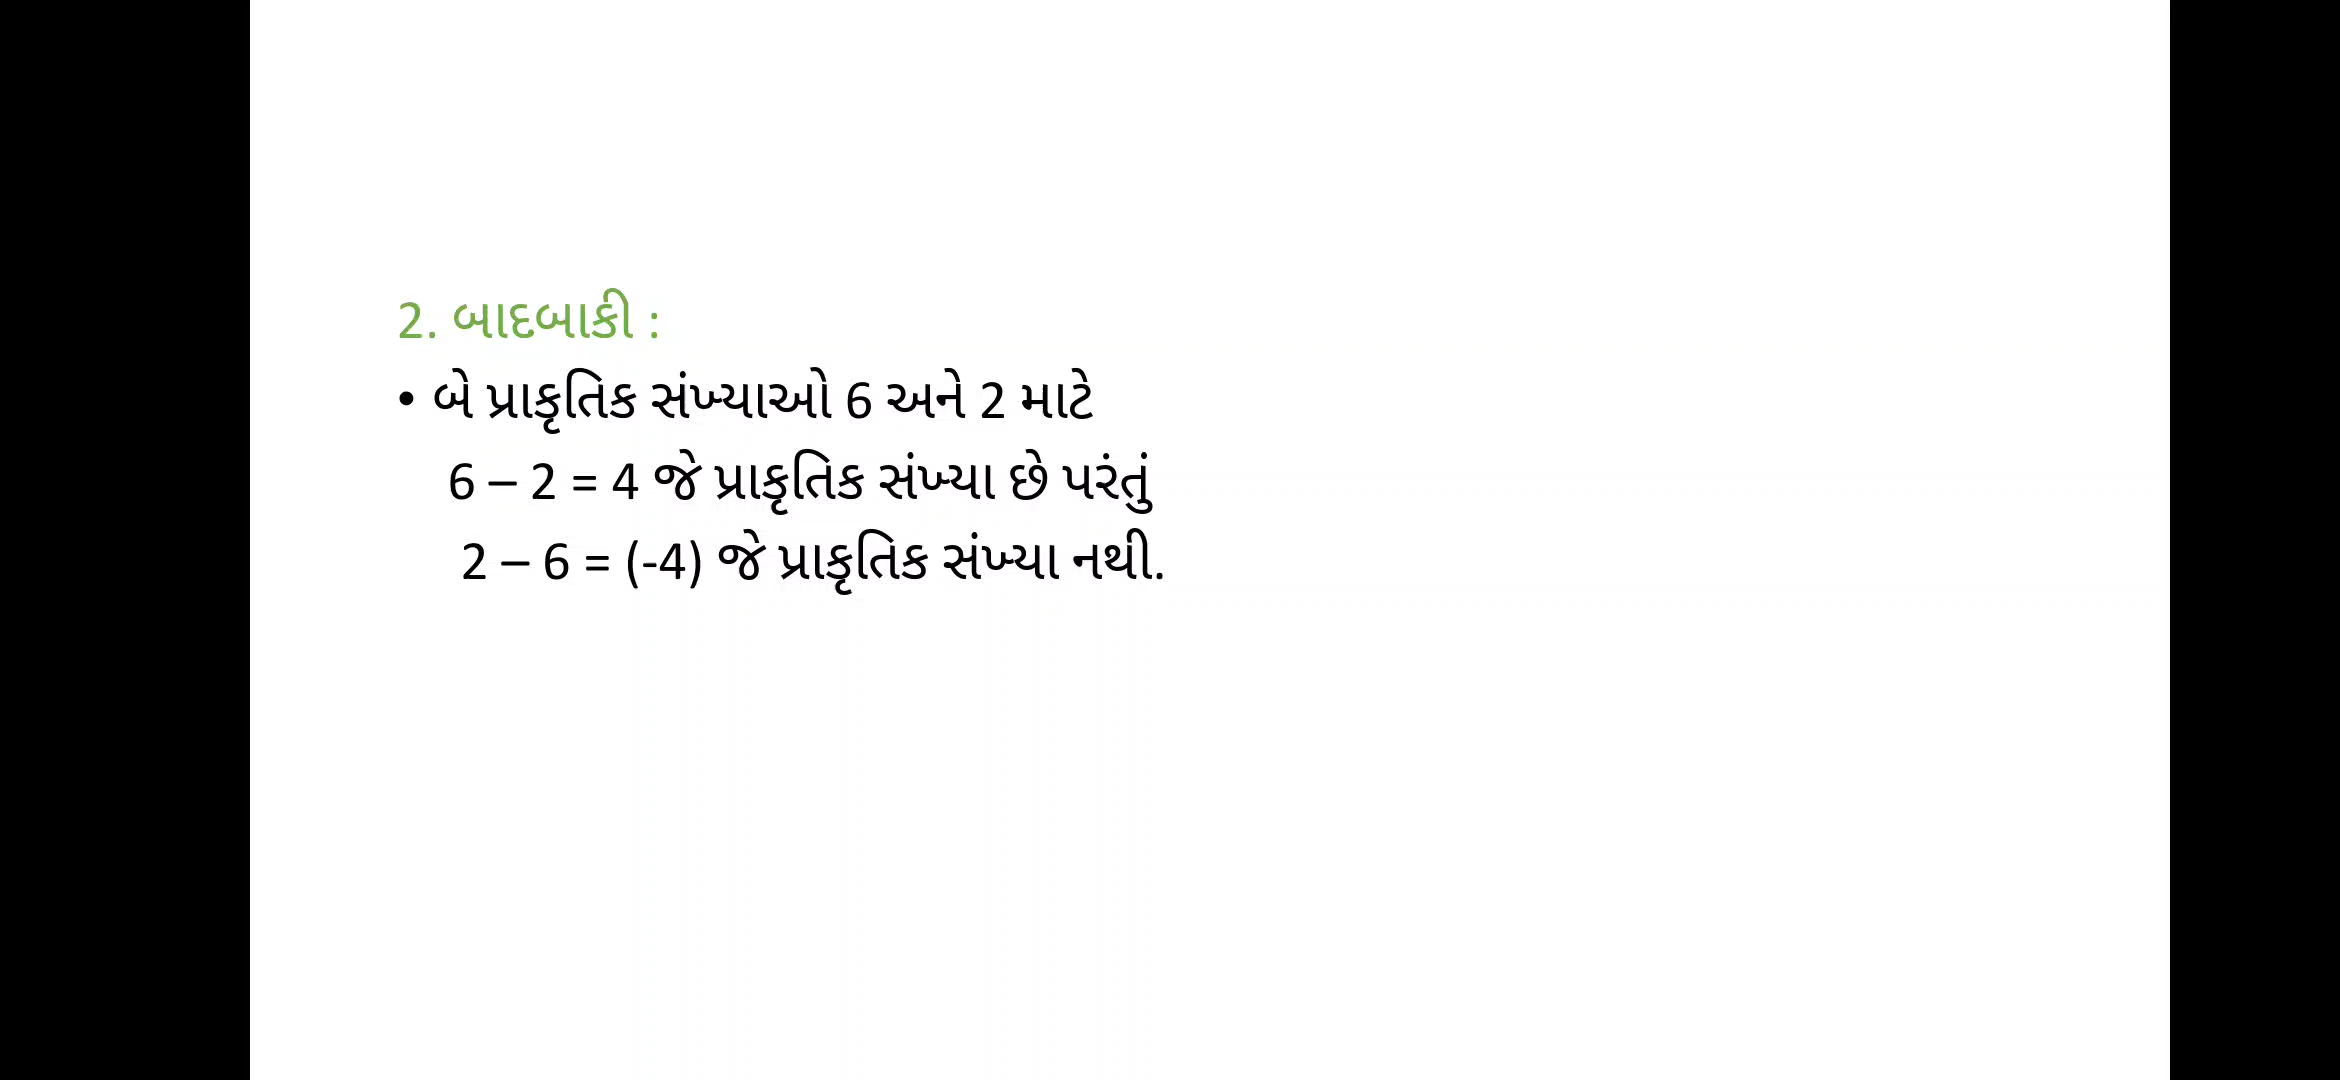 2. બાદબાકી :
• બે પ્રાકૃતિક સંખ્યાઓ 6 અને 2 માટે
6 – 2 = 4 જે પ્રાકૃતિક સંખ્યા છે પરંતું
2 – 6 = (-4) જે પ્રાકૃતિક સંખ્યા નથી.